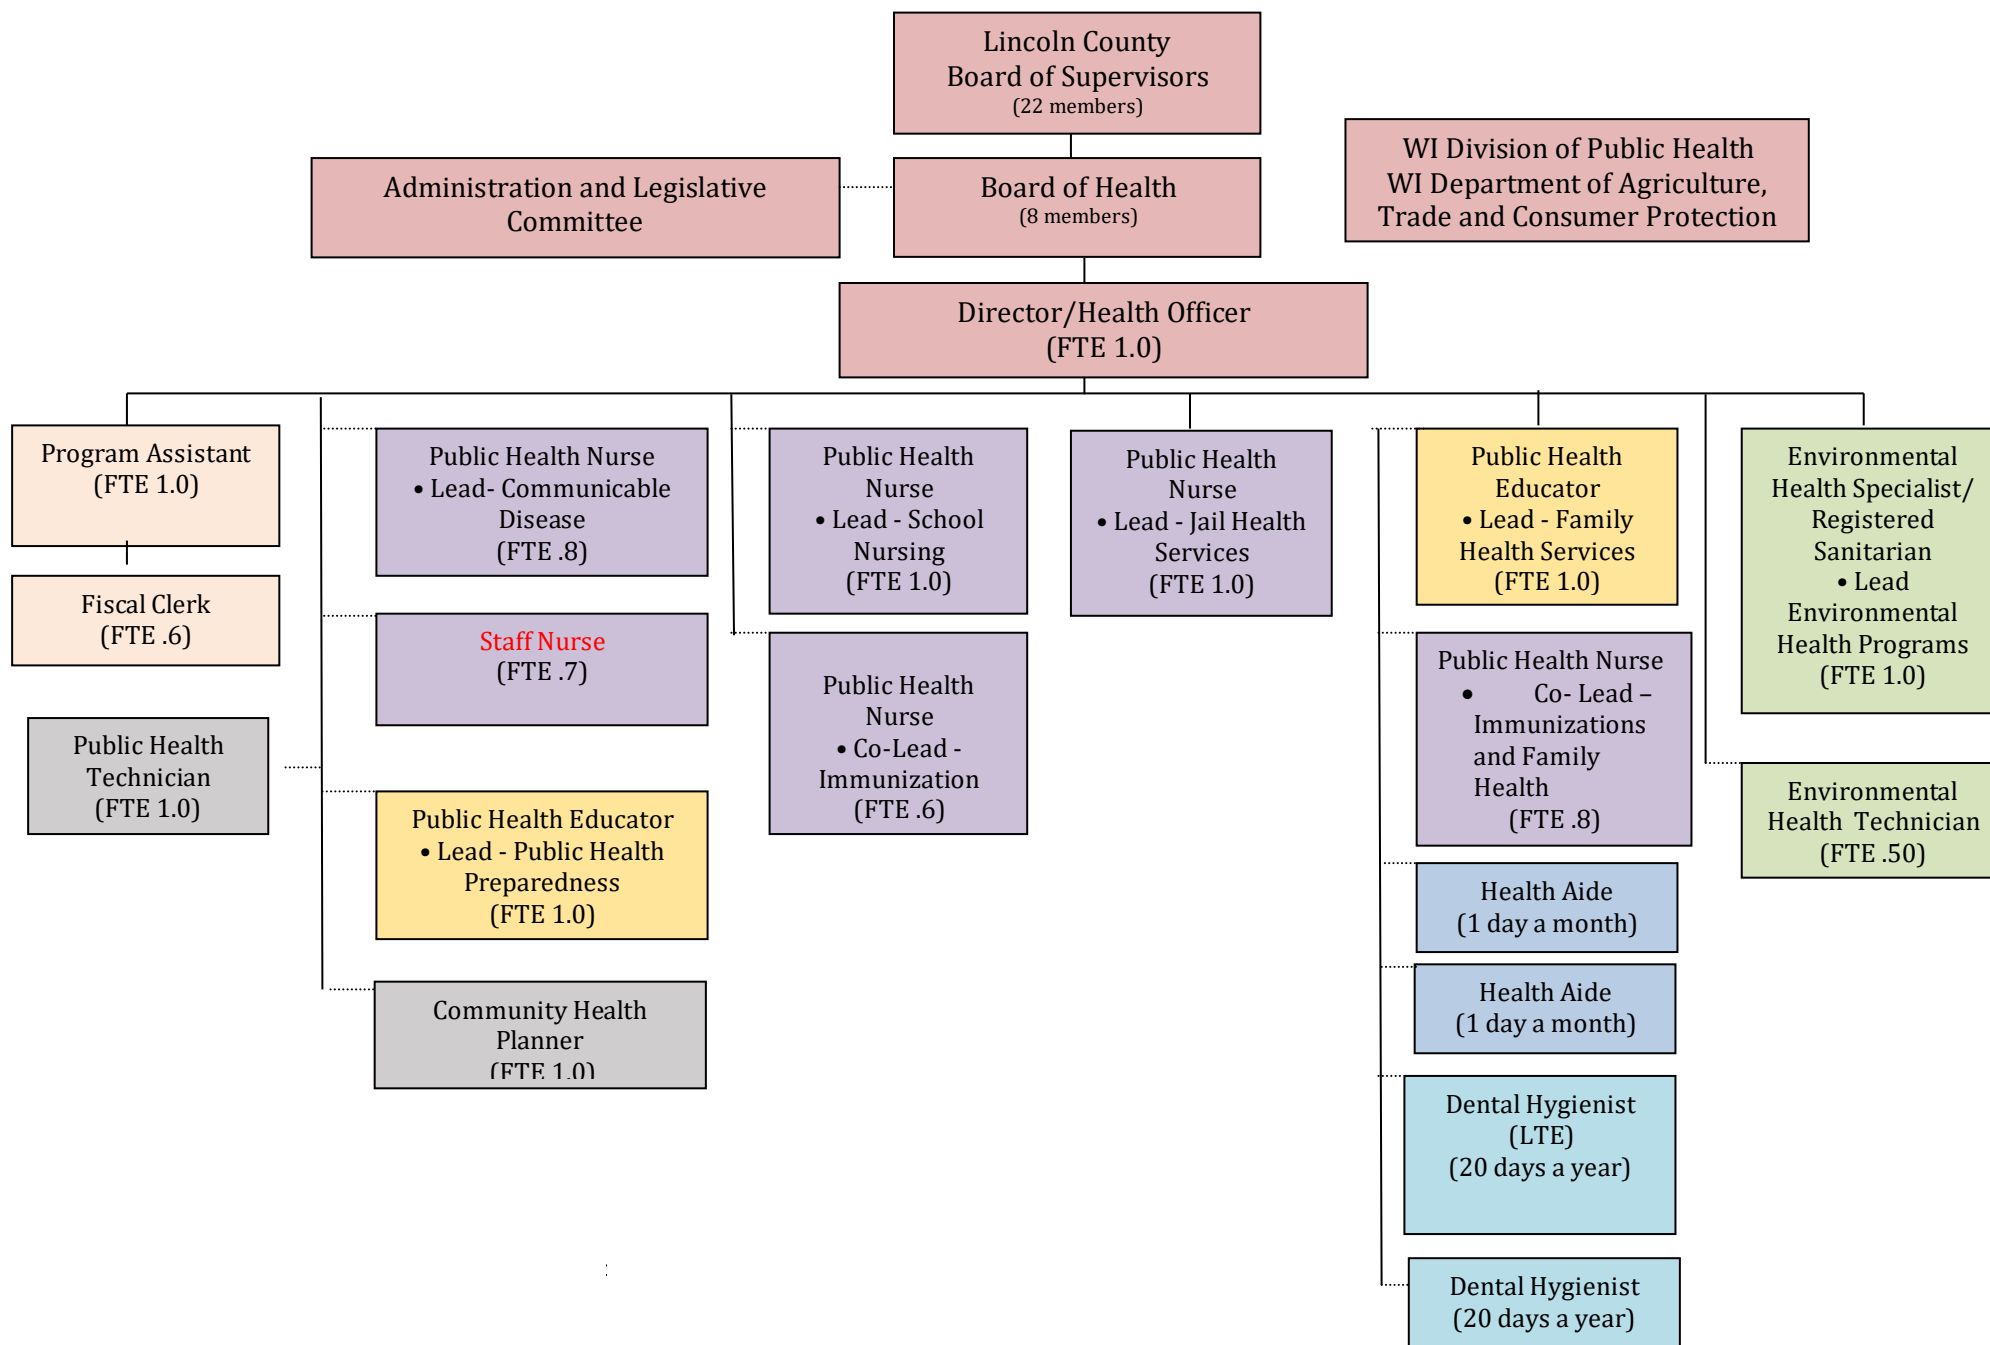 Lincoln County
Board of Supervisors
(22 members)
WI Division of Public Health
WI Department of Agriculture,
Trade and Consumer Protection
Administration and Legislative
Committee
Board of Health
(8 members)
Director/Health Officer
(FTE 1.0)
Program Assistant
(FTE 1.0)
Fiscal Clerk
(FTE .6)
Public Health
Technician
(FTE 1.0)
Public Health Nurse
• Lead- Communicable
Disease
(FTE .8)
Staff Nurse
(FTE .7)
Public Health Educator
• Lead - Public Health
Preparedness
(FTE 1.0)
Community Health
Planner
(FTE 1.0)
Public Health
Nurse
• Lead - School
Nursing
(FTE 1.0)
Public Health
Nurse
• Co-Lead -
Immunization
(FTE .6)
Public Health
Nurse
• Lead - Jail Health
Services
(FTE 1.0)
Public Health
Educator
• Lead - Family
Health Services
(FTE 1.0)
Public Health Nurse
• Co- Lead –
Immunizations
and Family
Health
(FTE .8)
Health Aide
(1 day a month)
Health Aide
(1 day a month)
Dental Hygienist
(LTE)
(20 days a year)
Dental Hygienist
(20 days a year)
Environmental
Health Specialist/
Registered
Sanitarian
• Lead
Environmental
Health Programs
(FTE 1.0)
Environmental
Health Technician
(FTE .50)